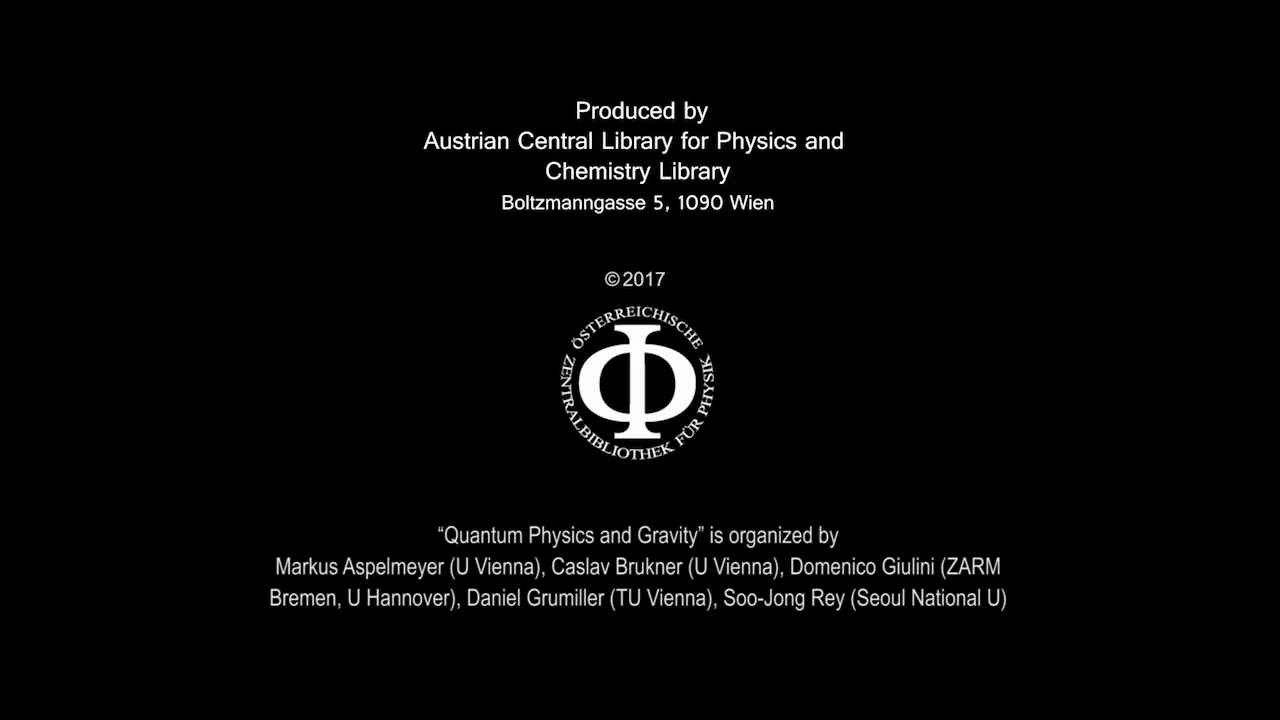 Produced by
Austrian Central Library for Physics and
Chemistry Library
Boltzmanngasse 5, 1090 Wien
©2017
ÖSTERREICHISCHE
ZENTRALBIBLIOTHEK FÜR PHYSIK
Φ
“Quantum Physics and Gravity” is organized by
Markus Aspelmeyer (U Vienna), Caslav Brukner (U Vienna), Domenico Giulini (ZARM
Bremen, U Hannover), Daniel Grumiller (TU Vienna), Soo-Jong Rey (Seoul National U)